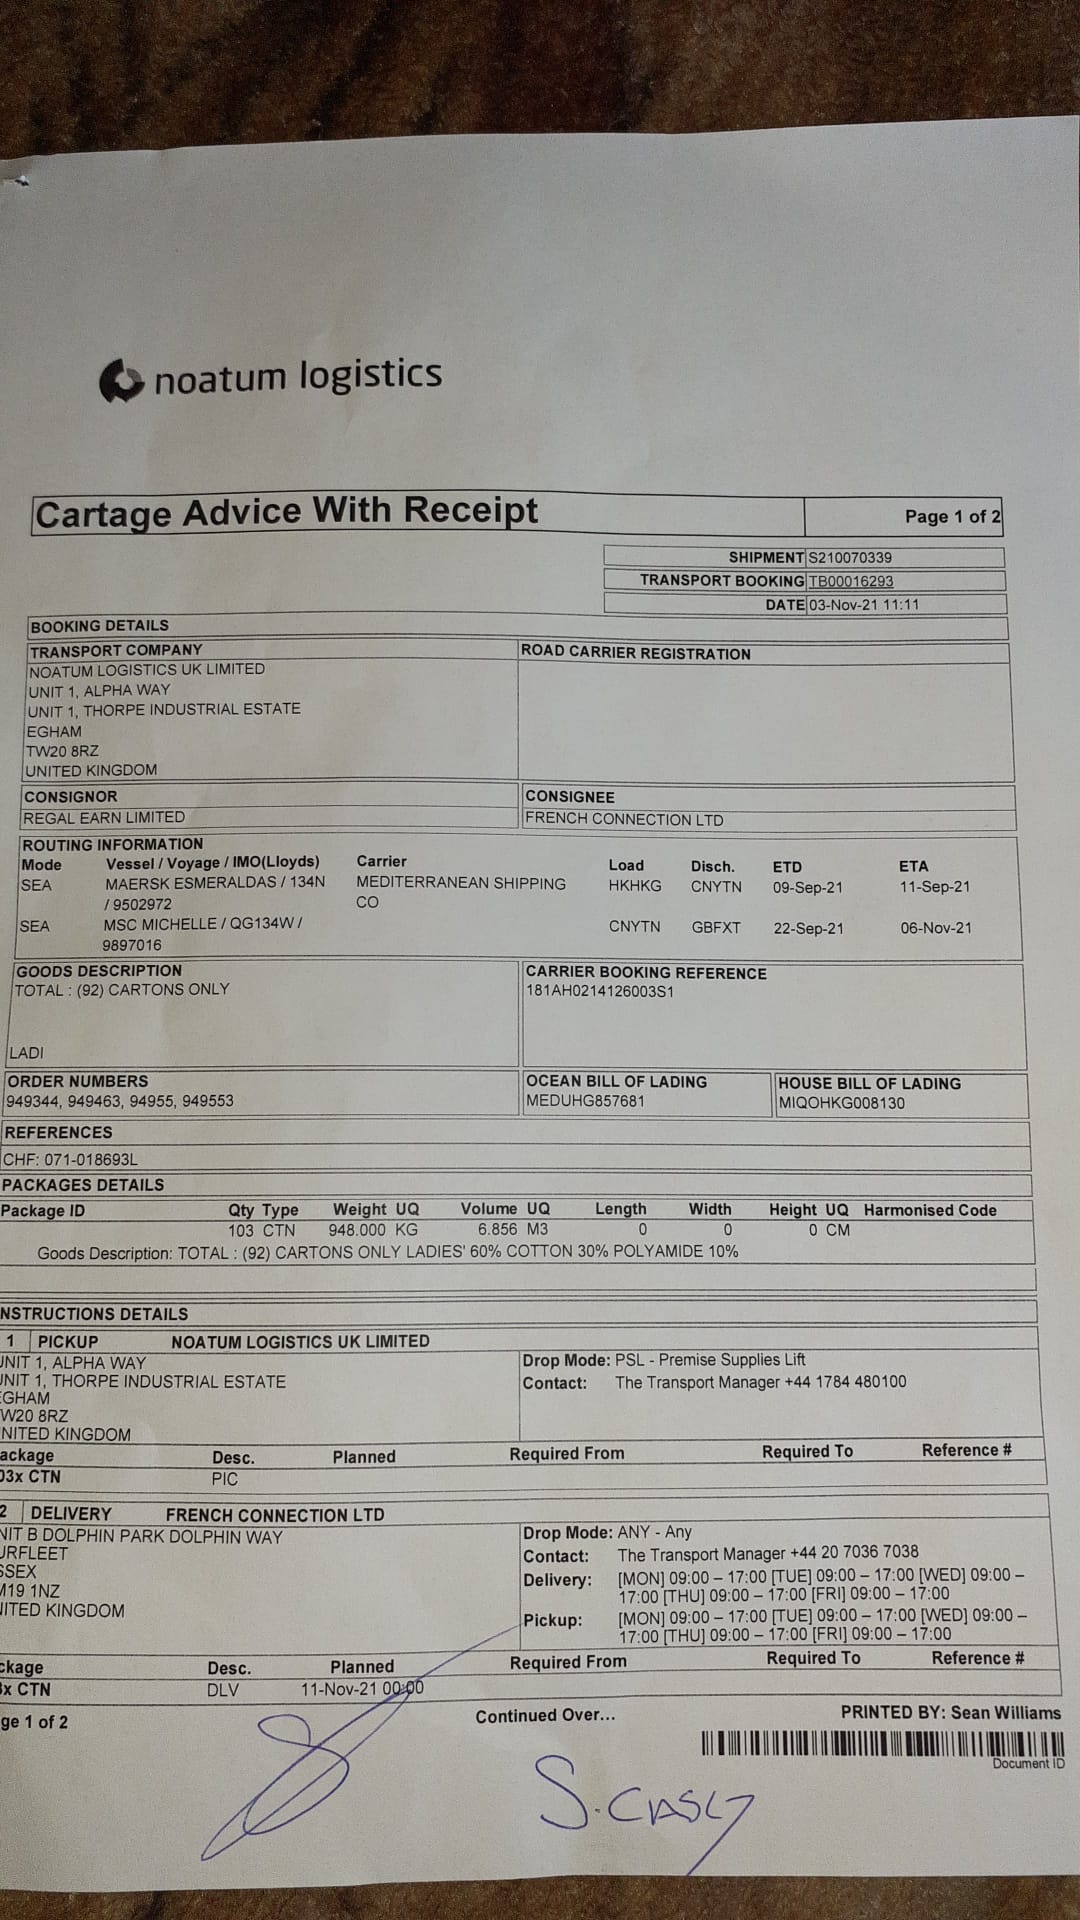 noatum logistics
Cartage Advice With Receipt
Page 1 of 2
SHIPMENT S210070339
TRANSPORT BOOKING TB00016293
DATE 03-Nov-21 11:11
BOOKING DETAILS
TRANSPORT COMPANY ROAD CARRIER REGISTRATION
NOATUM LOGISTICS UK LIMITED
UNIT 1, ALPHA WAY
UNIT 1, THORPE INDUSTRIAL ESTATE
EGHAM
TW20 8RZ
UNITED KINGDOM
CONSIGNOR CONSIGNEE
REGAL EARN LIMITED FRENCH CONNECTION LTD
ROUTING INFORMATION
Mode Vessel / Voyage / IMO(Lloyds) Carrier Load Disch. ETD ETA
SEA MAERSK ESMERALDAS / 134N MEDITERRANEAN SHIPPING HKHKG CNYTN 09-Sep-21 11-Sep-21
/ 9502972 CO
SEA MSC MICHELLE / QG134W / CNYTN GBFXT 22-Sep-21 06-Nov-21
9897016
GOODS DESCRIPTION CARRIER BOOKING REFERENCE
TOTAL : (92) CARTONS ONLY 181AH0214126003S1
LADI
ORDER NUMBERS OCEAN BILL OF LADING HOUSE BILL OF LADING
949344, 949463, 94955, 949553 MEDUHG857681 MIQOHKG008130
REFERENCES
CHF: 071-018693L
PACKAGES DETAILS
Package ID Qty Type Weight UQ Volume UQ Length Width Height UQ Harmonised Code
103 CTN 948.000 KG 6.856 M3 0 0 0 CM
Goods Description: TOTAL : (92) CARTONS ONLY LADIES' 60% COTTON 30% POLYAMIDE 10%
NSTRUCTIONS DETAILS
1 PICKUP NOATUM LOGISTICS UK LIMITED
UNIT 1, ALPHA WAY Drop Mode: PSL - Premise Supplies Lift
UNIT 1, THORPE INDUSTRIAL ESTATE Contact: The Transport Manager +44 1784 480100
EGHAM
W20 8RZ
NITED KINGDOM
ackage Desc. Planned Required From Required To Reference #
03x CTN PIC
2 DELIVERY FRENCH CONNECTION LTD
NIT B DOLPHIN PARK DOLPHIN WAY Drop Mode: ANY - Any
URFLEET Contact: The Transport Manager +44 20 7036 7038
SSEX Delivery: [MON] 09:00 – 17:00 [TUE] 09:00 – 17:00 [WED] 09:00 –
M19 1NZ 17:00 [THU] 09:00 – 17:00 [FRI] 09:00 – 17:00
NITED KINGDOM Pickup: [MON] 09:00 – 17:00 [TUE] 09:00 – 17:00 [WED] 09:00 –
17:00 [THU] 09:00 – 17:00 [FRI] 09:00 – 17:00
ckage Desc. Planned Required From Required To Reference #
3x CTN DLV 11-Nov-21 00:00
ge 1 of 2 Continued Over... PRINTED BY: Sean Williams
Document ID